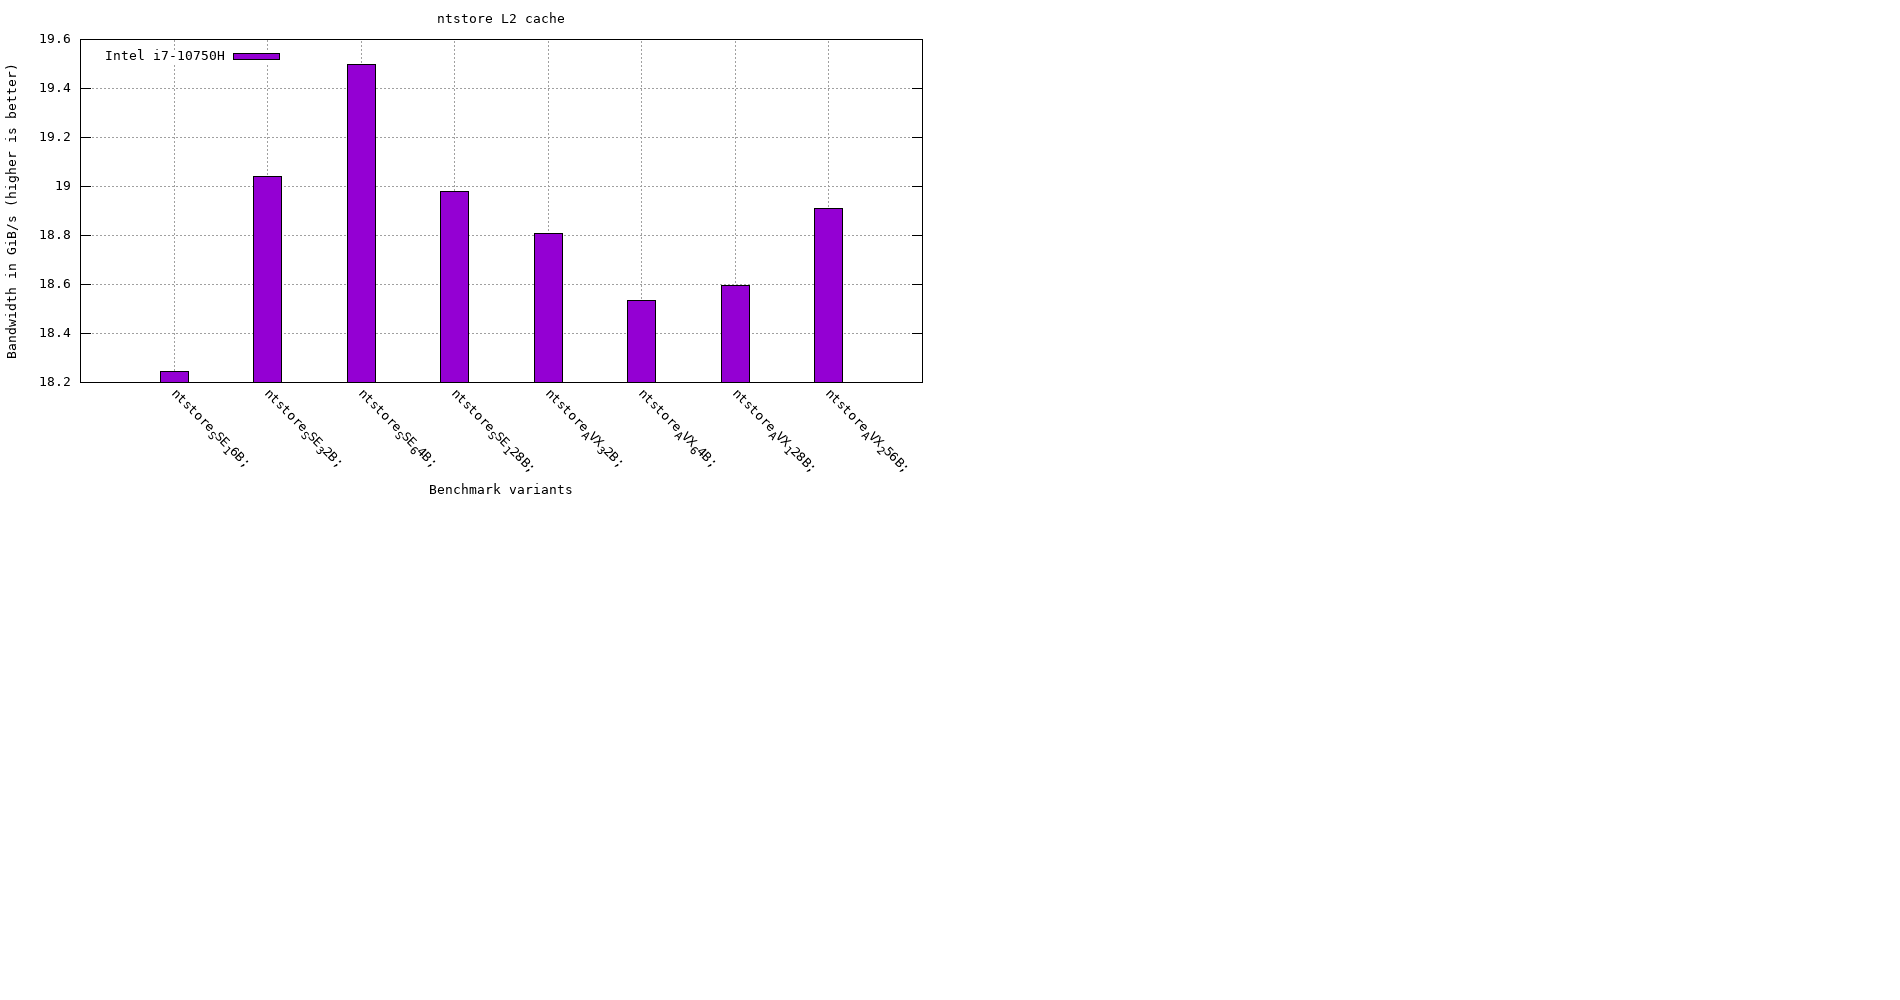 ntstore L2 cache
Intel i7-10750H
Bandwidth in GiB/s (higher is better)
19.6
19.4
19.2
19
18.8
18.6
18.4
18.2
ntstoreSSE16B;
ntstoreSSE32B;
ntstoreSSE64B;
ntstoreSSE128B;
ntstoreAVX32B;
ntstoreAVX64B;
ntstoreAVX128B;
ntstoreAVX256B;
Benchmark variants